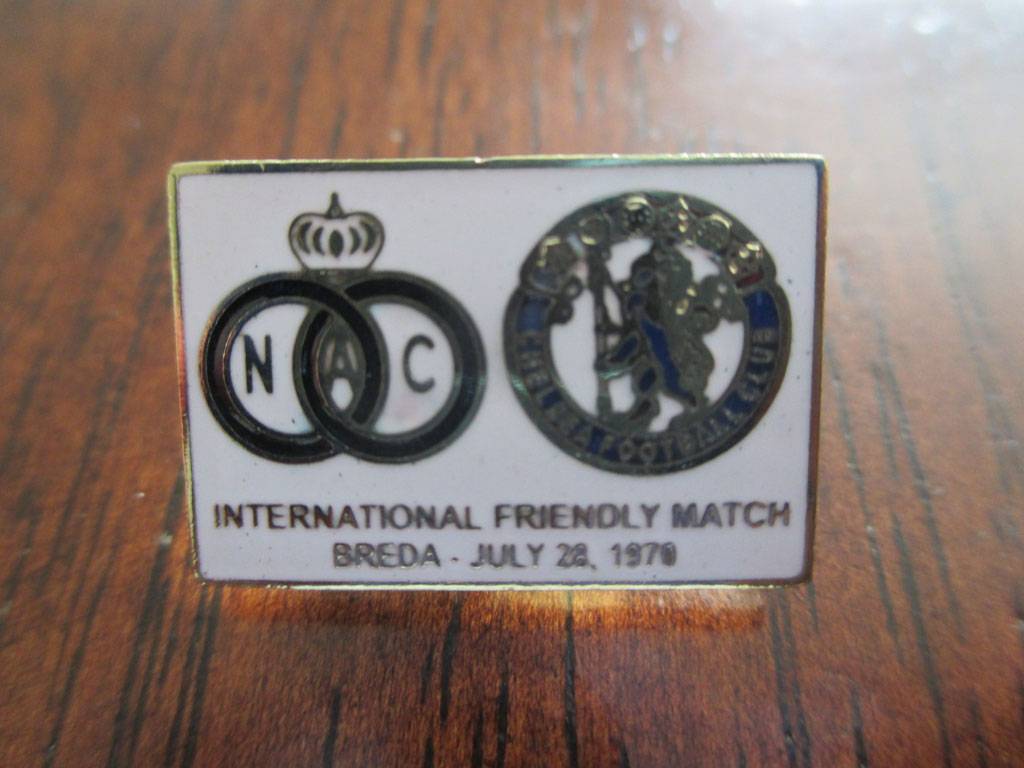 N A C
CHELSEA FOOTBALL CLUB
INTERNATIONAL FRIENDLY MATCH
BREDA - JULY 28, 1970